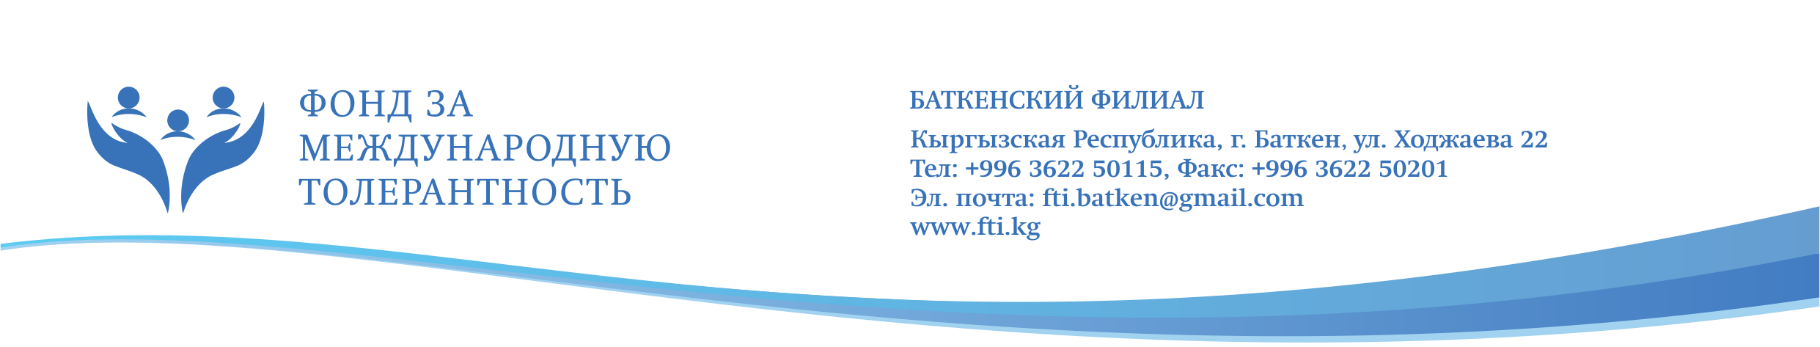 ФОНД ЗА
МЕЖДУНАРОДНУЮ
ТОЛЕРАНТНОСТЬ
БАТКЕНСКИЙ ФИЛИАЛ
Кыргызская Республика, г. Баткен, ул. Ходжаева 22
Тел: +996 3622 50115, Факс: +996 3622 50201
Эл. почта: fti.batken@gmail.com
www.fti.kg